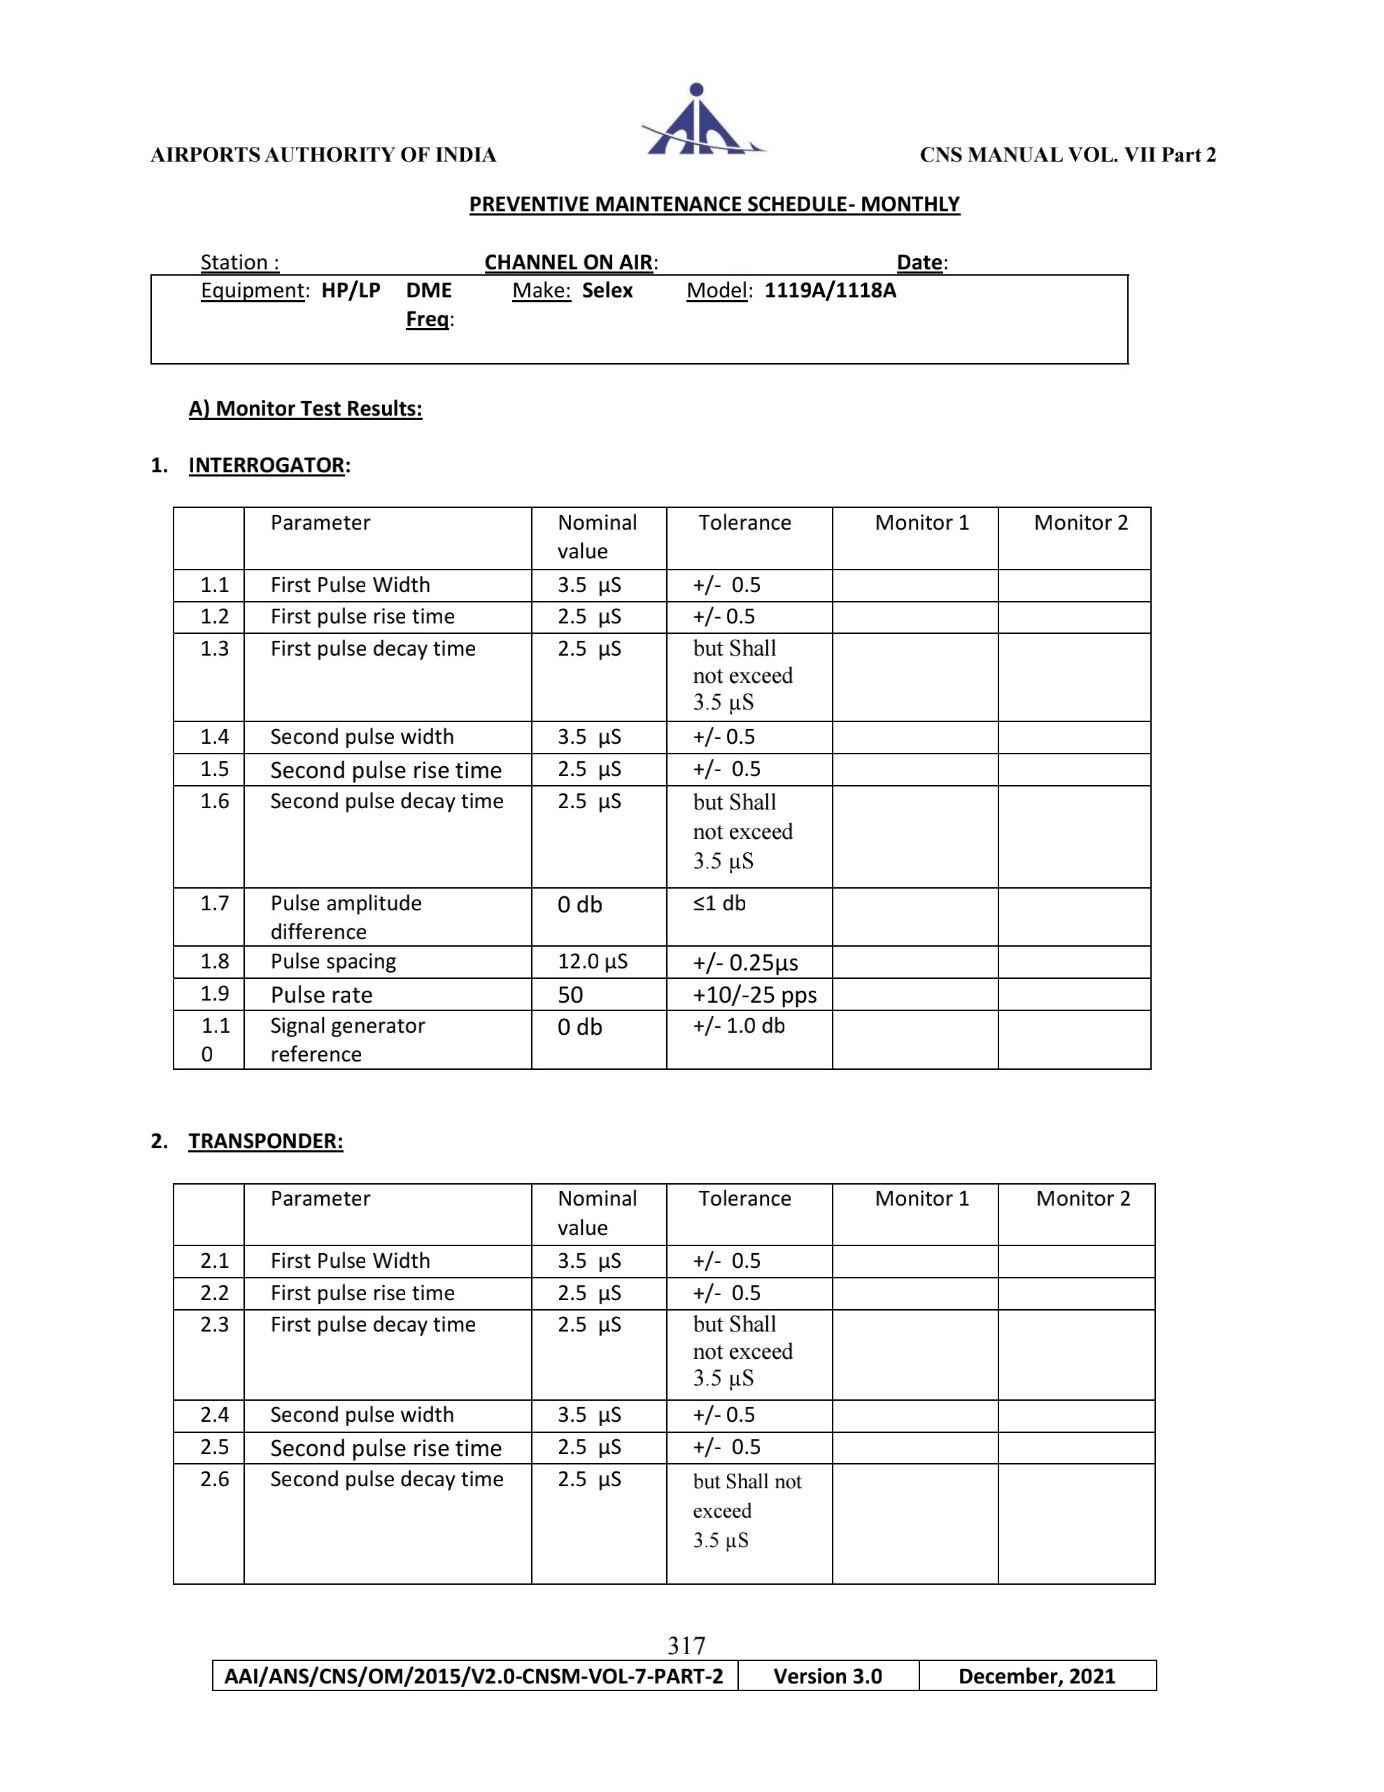 AIRPORTS AUTHORITY OF INDIA CNS MANUAL VOL. VII Part 2
PREVENTIVE MAINTENANCE SCHEDULE- MONTHLY
Station : CHANNEL ON AIR: Date:
Equipment: HP/LP DME Make: Selex Model: 1119A/1118A
Freq:
A) Monitor Test Results:
1. INTERROGATOR:
Parameter Nominal Tolerance Monitor 1 Monitor 2
value
1.1 First Pulse Width 3.5 µS +/- 0.5
1.2 First pulse rise time 2.5 µS +/- 0.5
1.3 First pulse decay time 2.5 µS but Shall
not exceed
3.5 µS
1.4 Second pulse width 3.5 µS +/- 0.5
1.5 Second pulse rise time 2.5 µS +/- 0.5
1.6 Second pulse decay time 2.5 µS but Shall
not exceed
3.5 µS
1.7 Pulse amplitude 0 db ≤1 db
difference
1.8 Pulse spacing 12.0 µS +/- 0.25µs
1.9 Pulse rate 50 +10/-25 pps
1.1 Signal generator 0 db +/- 1.0 db
0 reference
2. TRANSPONDER:
Parameter Nominal Tolerance Monitor 1 Monitor 2
value
2.1 First Pulse Width 3.5 µS +/- 0.5
2.2 First pulse rise time 2.5 µS +/- 0.5
2.3 First pulse decay time 2.5 µS but Shall
not exceed
3.5 µS
2.4 Second pulse width 3.5 µS +/- 0.5
2.5 Second pulse rise time 2.5 µS +/- 0.5
2.6 Second pulse decay time 2.5 µS but Shall not
exceed
3.5 µS
317
AAI/ANS/CNS/OM/2015/V2.0-CNSM-VOL-7-PART-2 Version 3.0 December, 2021